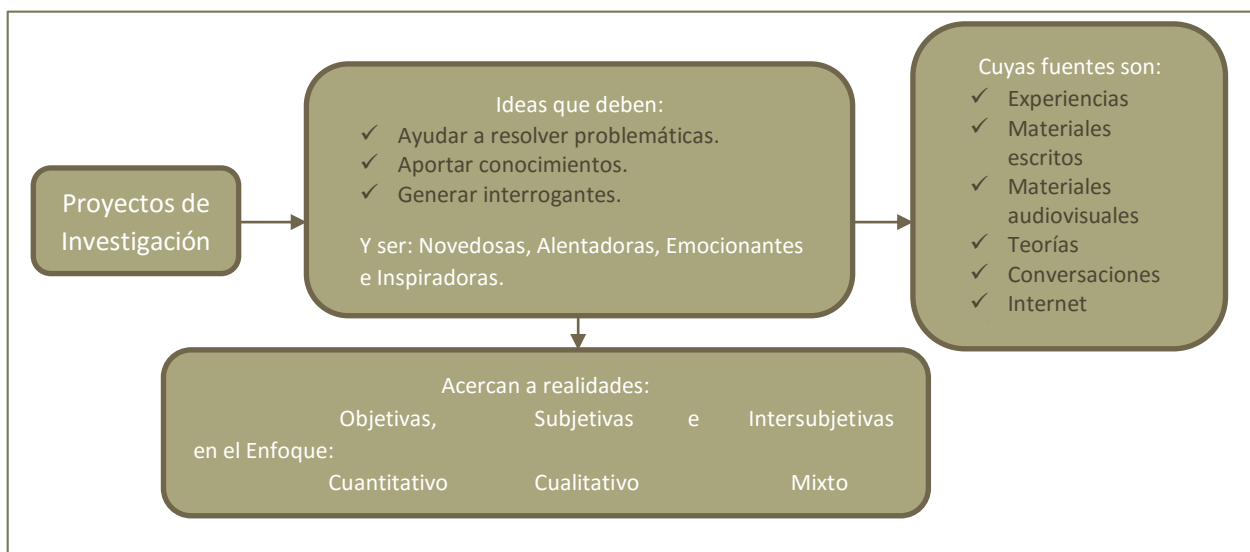 Proyectos de
Investigación
Ideas que deben:
✓ Ayudar a resolver problemáticas.
✓ Aportar conocimientos.
✓ Generar interrogantes.
Y ser: Novedosas, Alentadoras, Emocionantes
e Inspiradoras.
Cuyas fuentes son:
✓ Experiencias
✓ Materiales
escritos
✓ Materiales
audiovisuales
✓ Teorías
✓ Conversaciones
✓ Internet
Acercan a realidades:
Objetivas, Subjetivas e Intersubjetivas
en el Enfoque:
Cuantitativo Cualitativo Mixto